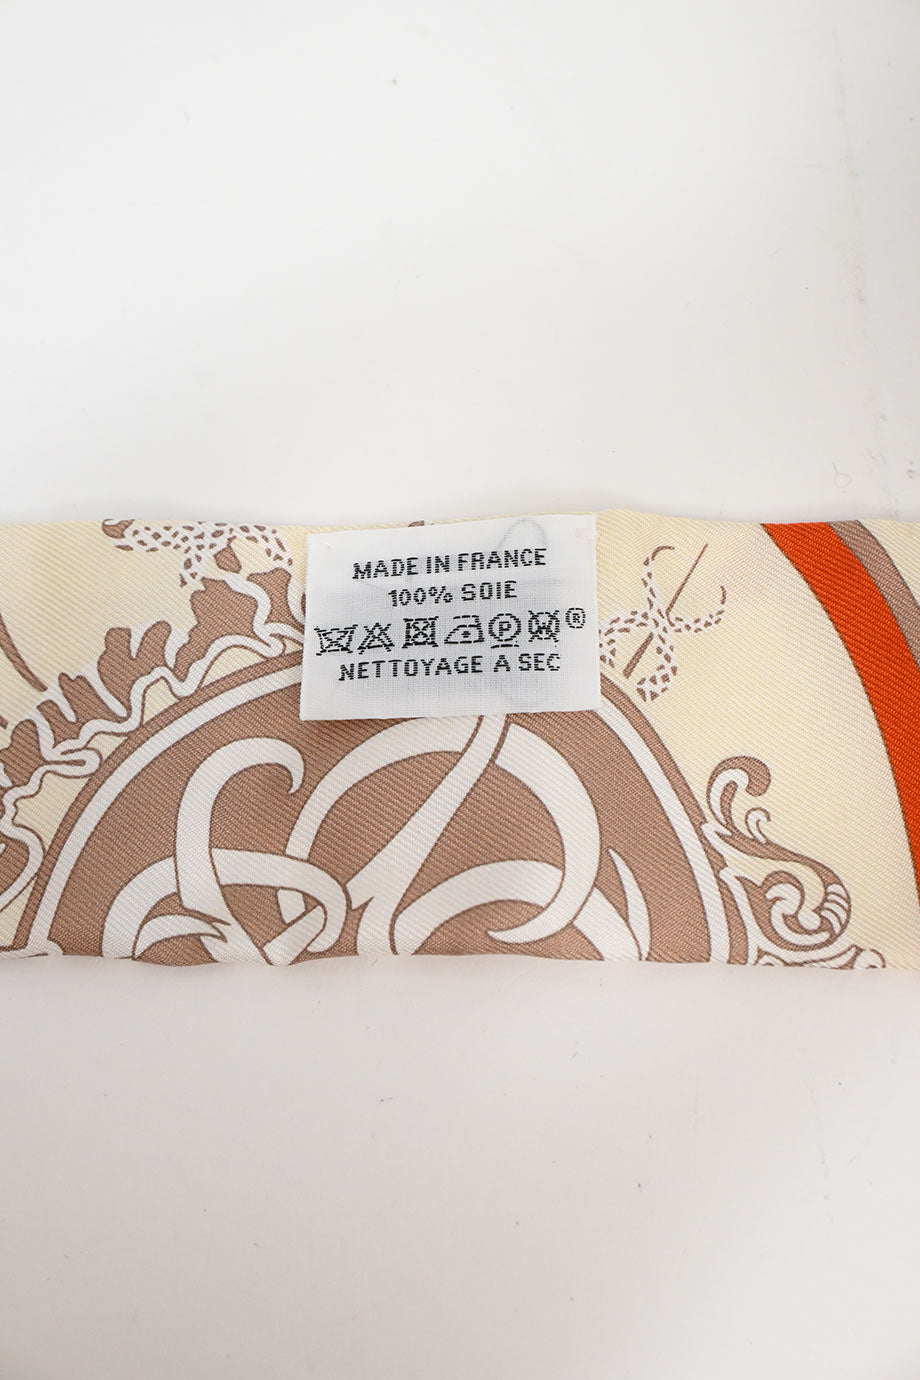 MADE IN FRANCE
100% SOIE
®
NETTOYAGE À SEC